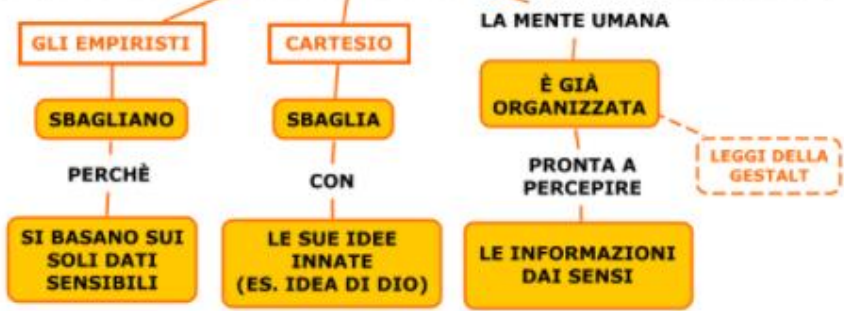 GLI EMPIRISTI
SBAGLIANO
PERCHÈ
SI BASANO SUI
SOLI DATI
SENSIBILI
CARTESIO
SBAGLIA
CON
LE SUE IDEE
INNATE
(ES. IDEA DI DIO)
LA MENTE UMANA
È GIÀ
ORGANIZZATA
LEGGI DELLA
GESTALT
PRONTA A
PERCEPIRE
LE INFORMAZIONI
DAI SENSI